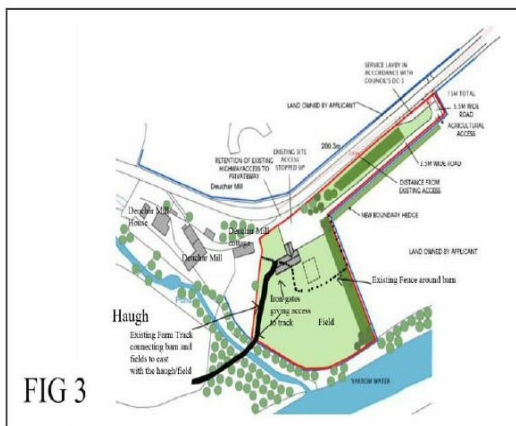 SERVICE LAYBY IN
ACCORDANCE WITH
COUNCIL'S DC-3
15M TOTAL
5.5M WIDE
ROAD
AGRICULTURAL
ACCESS
LAND OWNED BY APPLICANT
EXISTING SITE
ACCESS
STOPPED UP
200.5m
RETENTION OF EXISTING
HIGHWAY ACCESS TO
PRIVATEWAY
2.5M WIDE ROAD
Deuchar Mill
DISTANCE FROM
EXISTING ACCESS
NEW BOUNDARY HEDGE
Deuchar Mill
House
Deuchar Mill
cottage
Deuchar Mill
LAND OWNED BY APPLICANT
Existing Fence around barn
Haugh
Iron gates
giving access
to track
Existing Farm Track
connecting barn and
fields to east
with the haugh/field
Field
YARROW WATER
FIG 3